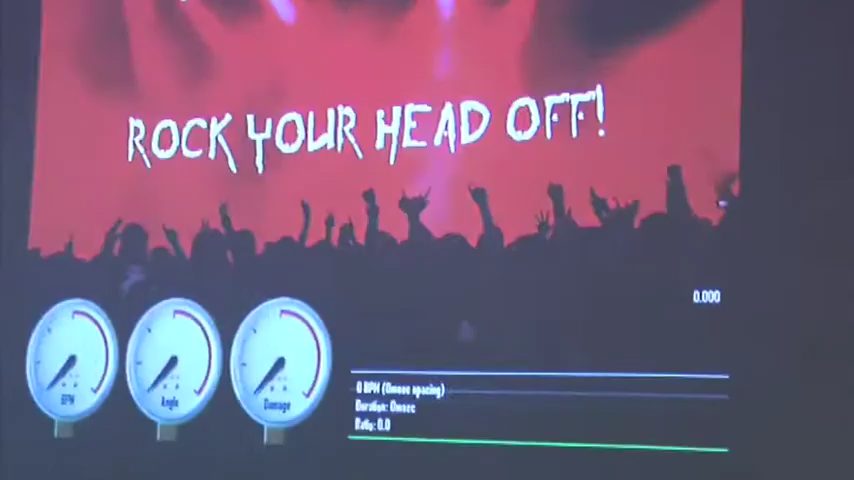 ROCK YOUR HEAD OFF!
0.000
BPM
Angle
Damage
0 BPM (0msec spacing)
Duration: 0msec
Ratio: 0.0